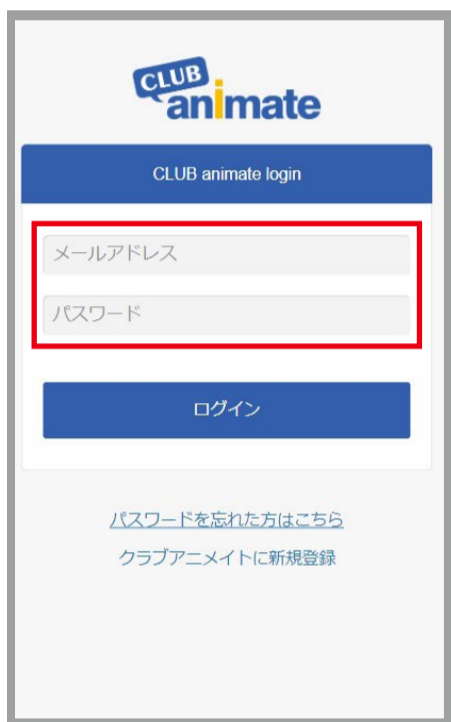 CLUB
animate
CLUB animate login
メールアドレス
パスワード
ログイン
パスワードを忘れた方はこちら
クラブアニメイトに新規登録